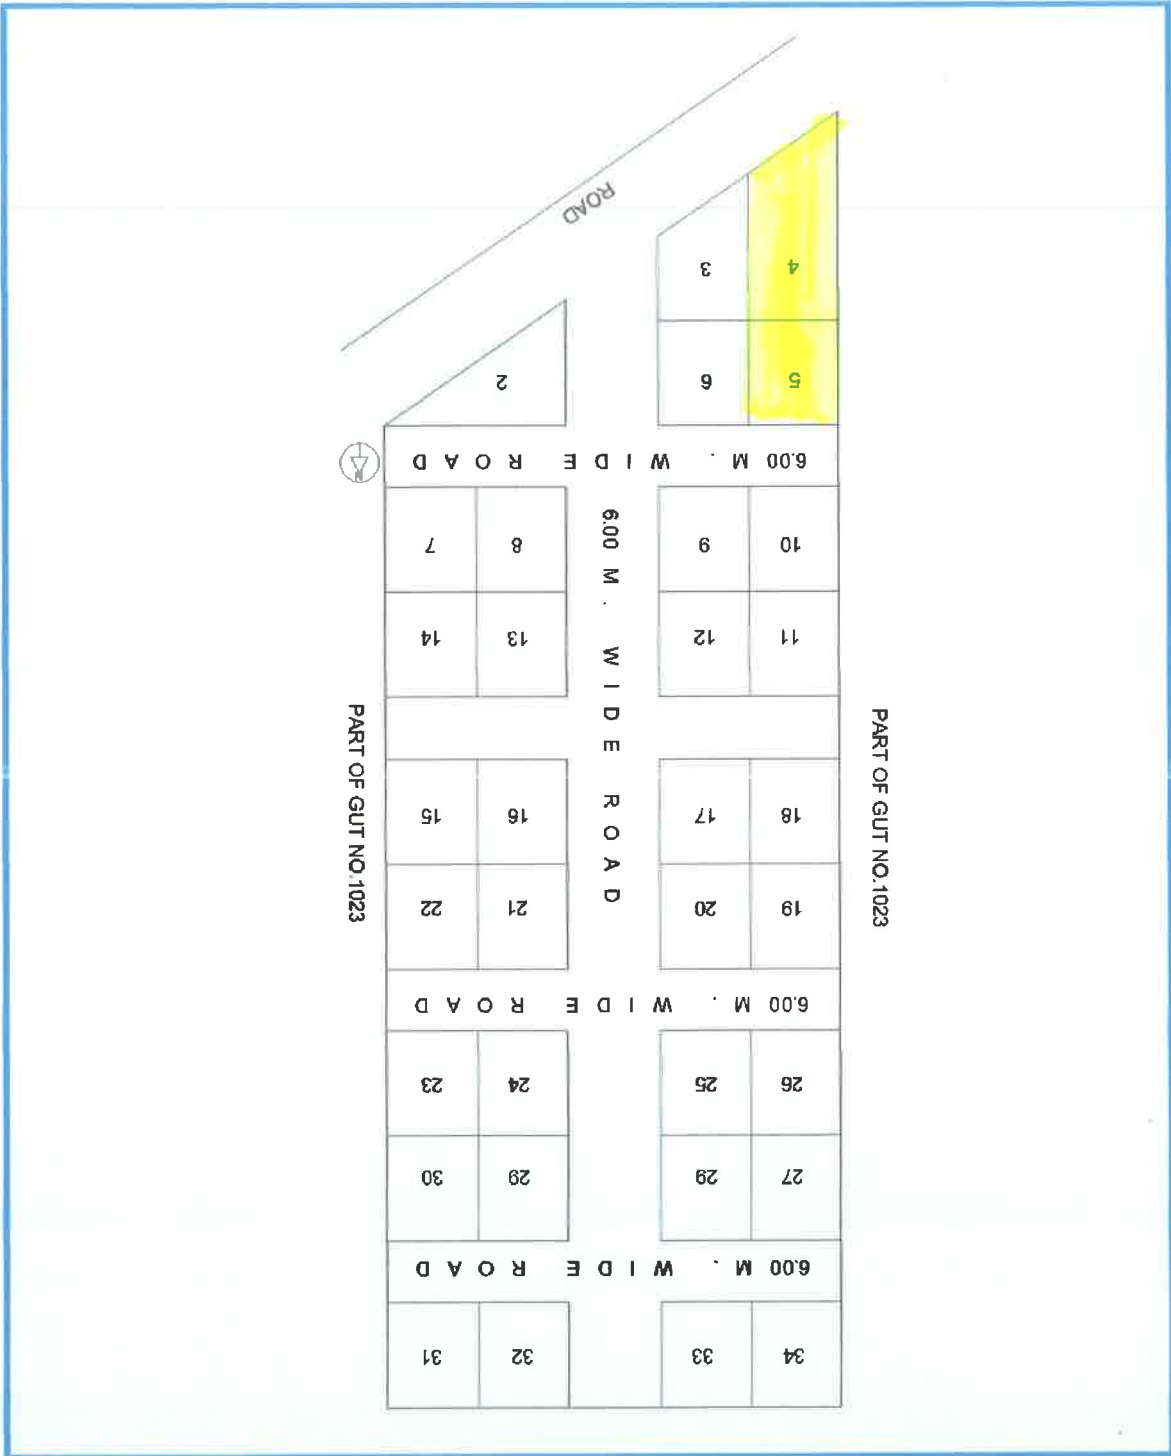 34 33 32 31
6.00 M. WIDE ROAD
27 29 29 30
26 25 24 23
6.00 M. WIDE ROAD
19 20 21 22
18 17 16 15
PART OF GUT NO.1023
6.00 M. WIDE ROAD
PART OF GUT NO.1023
11 12 13 14
10 9 8 7
6.00 M. WIDE ROAD
N
5 6 2
4 3
ROAD